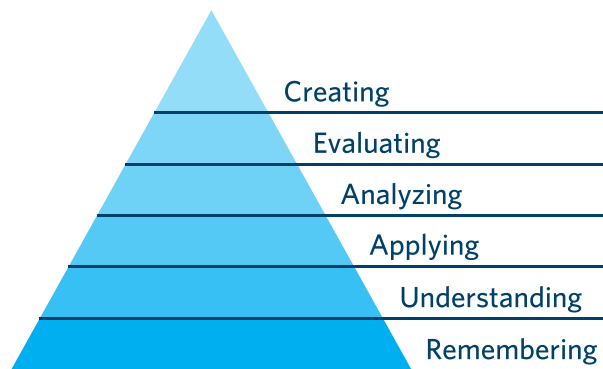 Creating
Evaluating
Analyzing
Applying
Understanding
Remembering